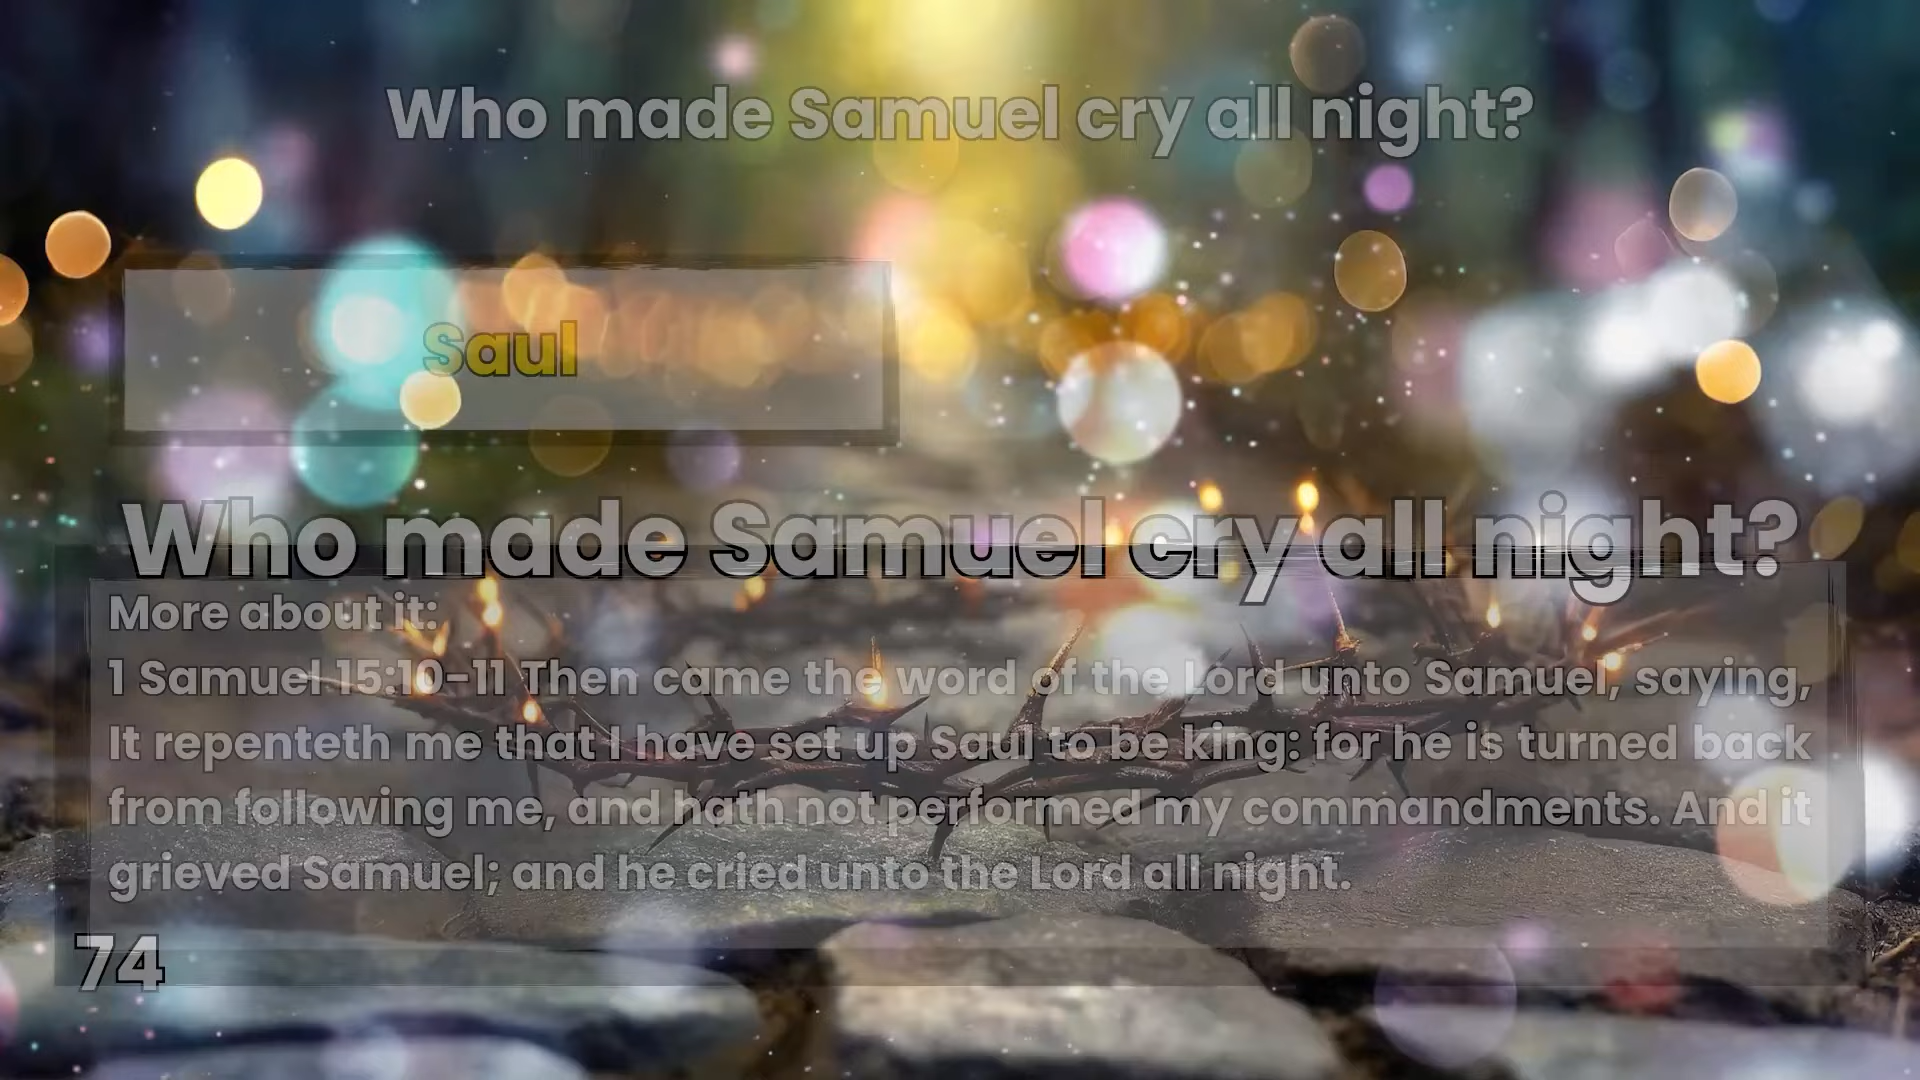 Who made Samuel cry all night?
Saul
Who made Samuel cry all night?
More about it:
1 Samuel 15:10-11 Then came the word of the Lord unto Samuel, saying,
It repenteth me that I have set up Saul to be king: for he is turned back
from following me, and hath not performed my commandments. And it
grieved Samuel; and he cried unto the Lord all night.
74